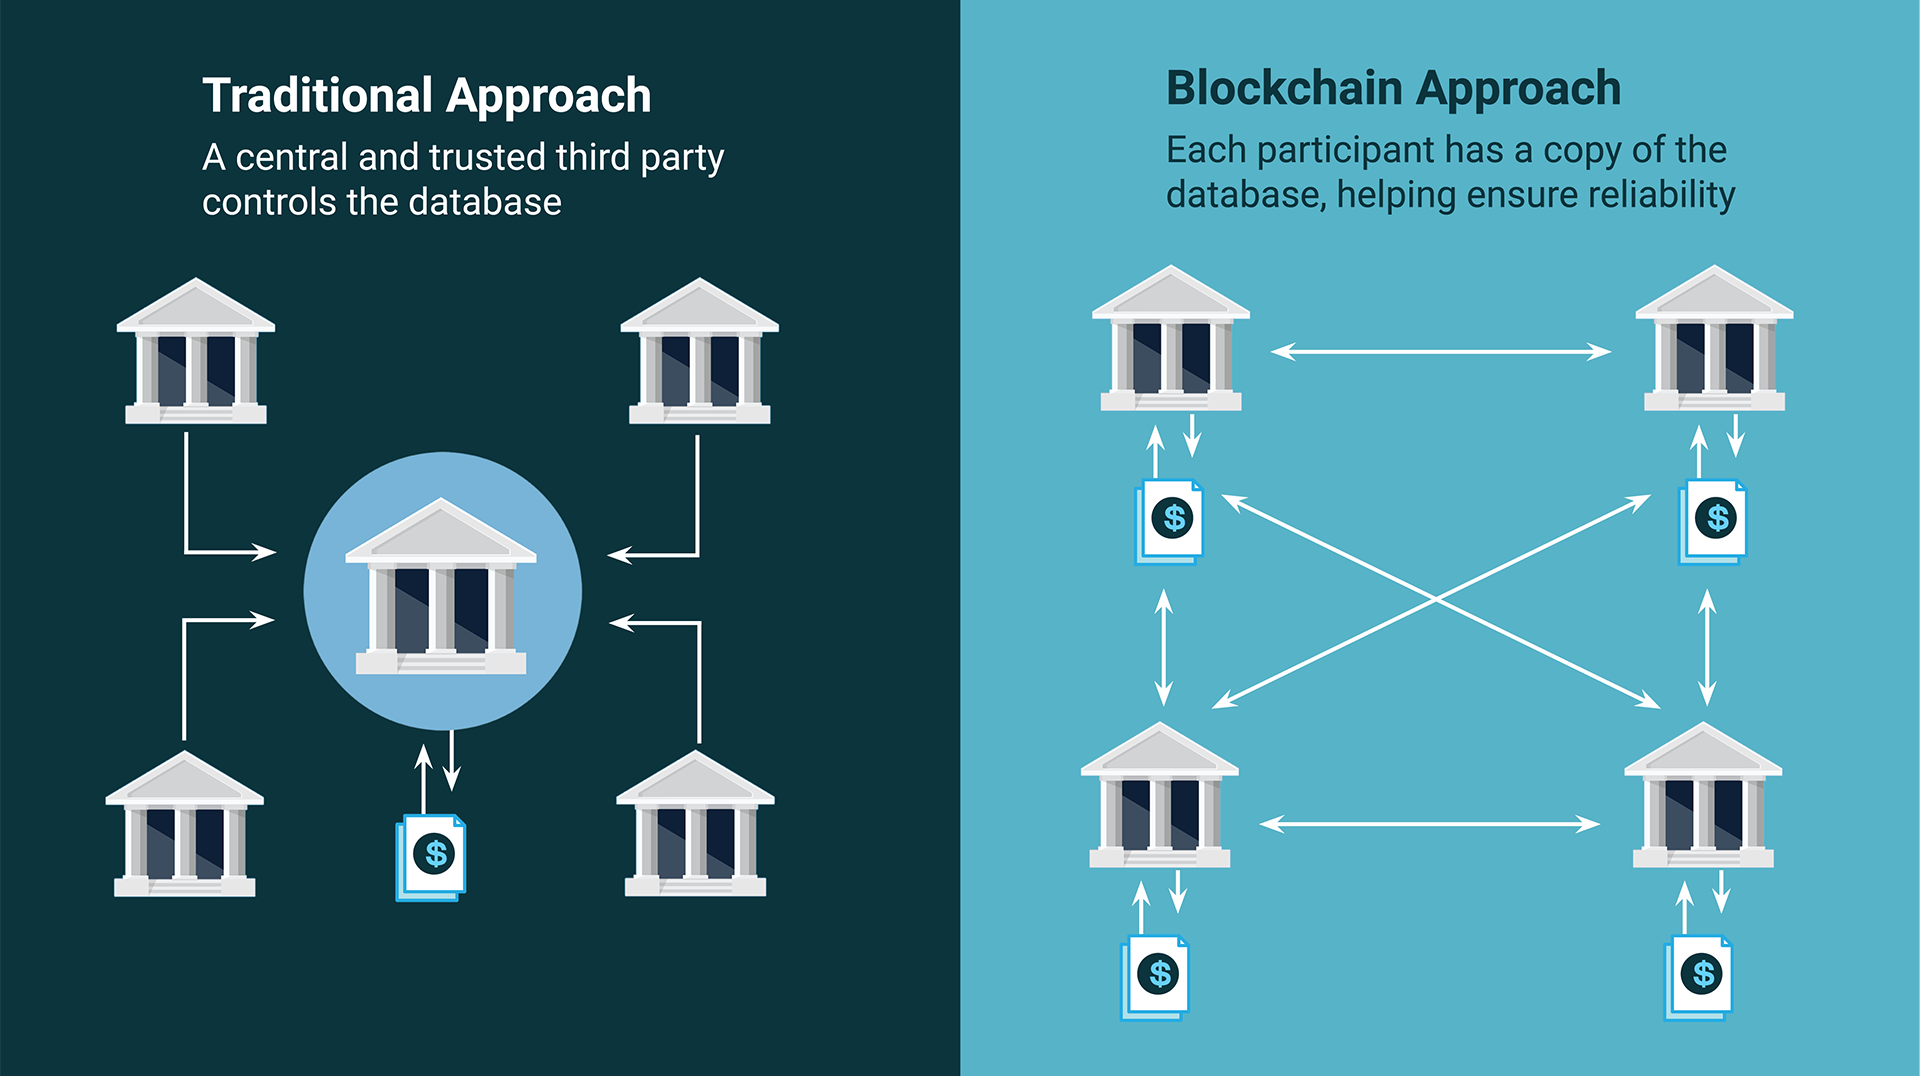 Traditional Approach
A central and trusted third party
controls the database
$
Blockchain Approach
Each participant has a copy of the
database, helping ensure reliability
$
$
$
$